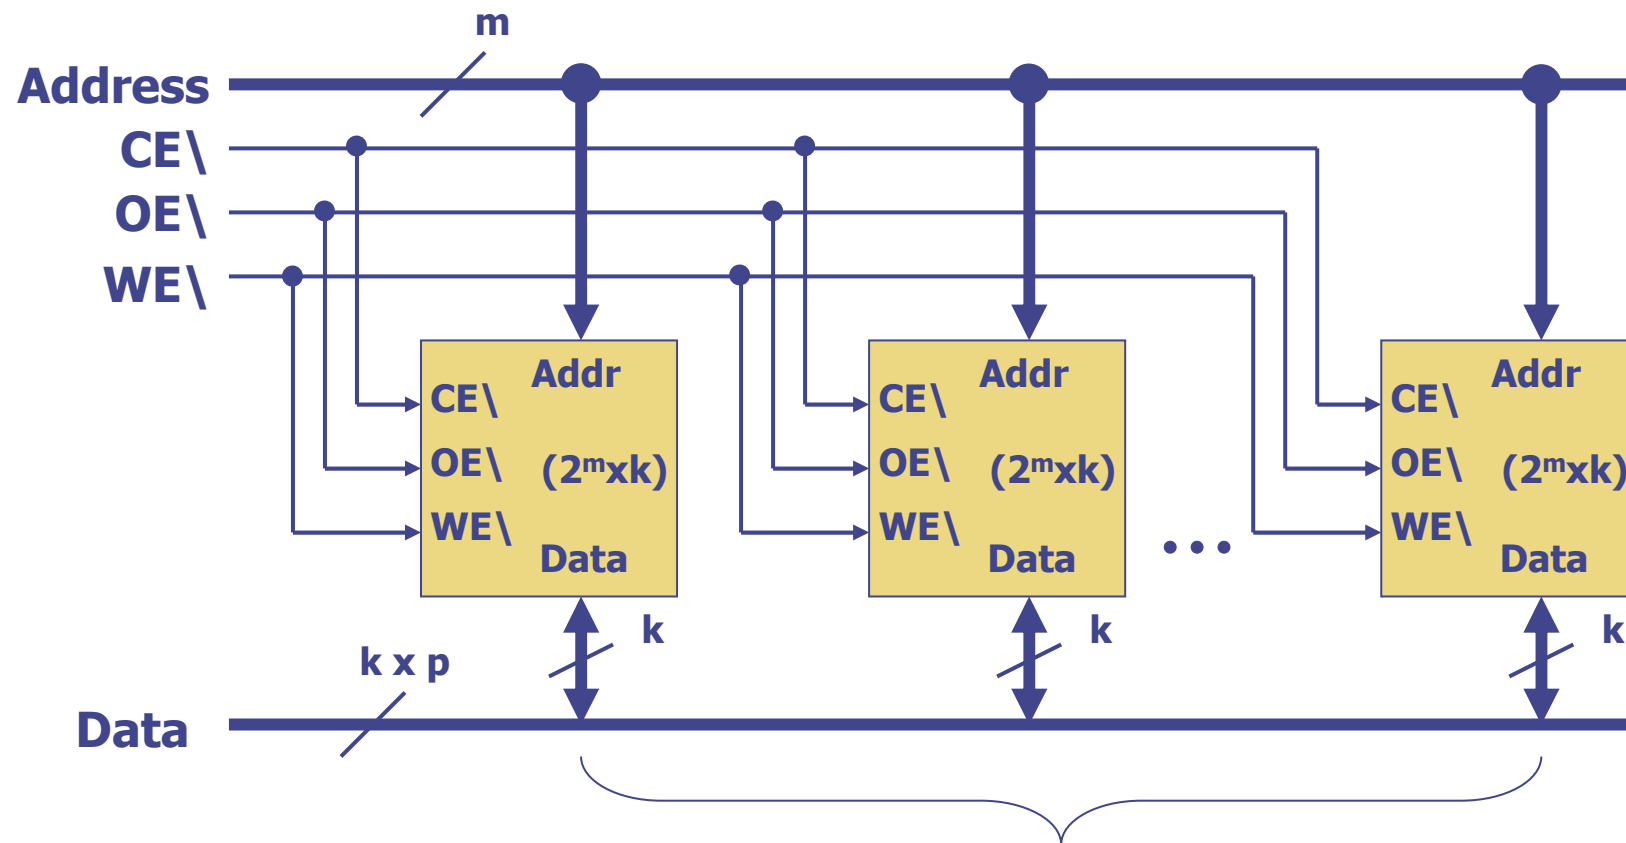 m
Address
CE\
OE\
WE\
Addr Addr Addr
CE\ CE\ CE\
OE\ (2ᵐxk) OE\ (2ᵐxk) OE\ (2ᵐxk)
WE\ WE\ WE\
Data Data ... Data
k k k
k x p
Data